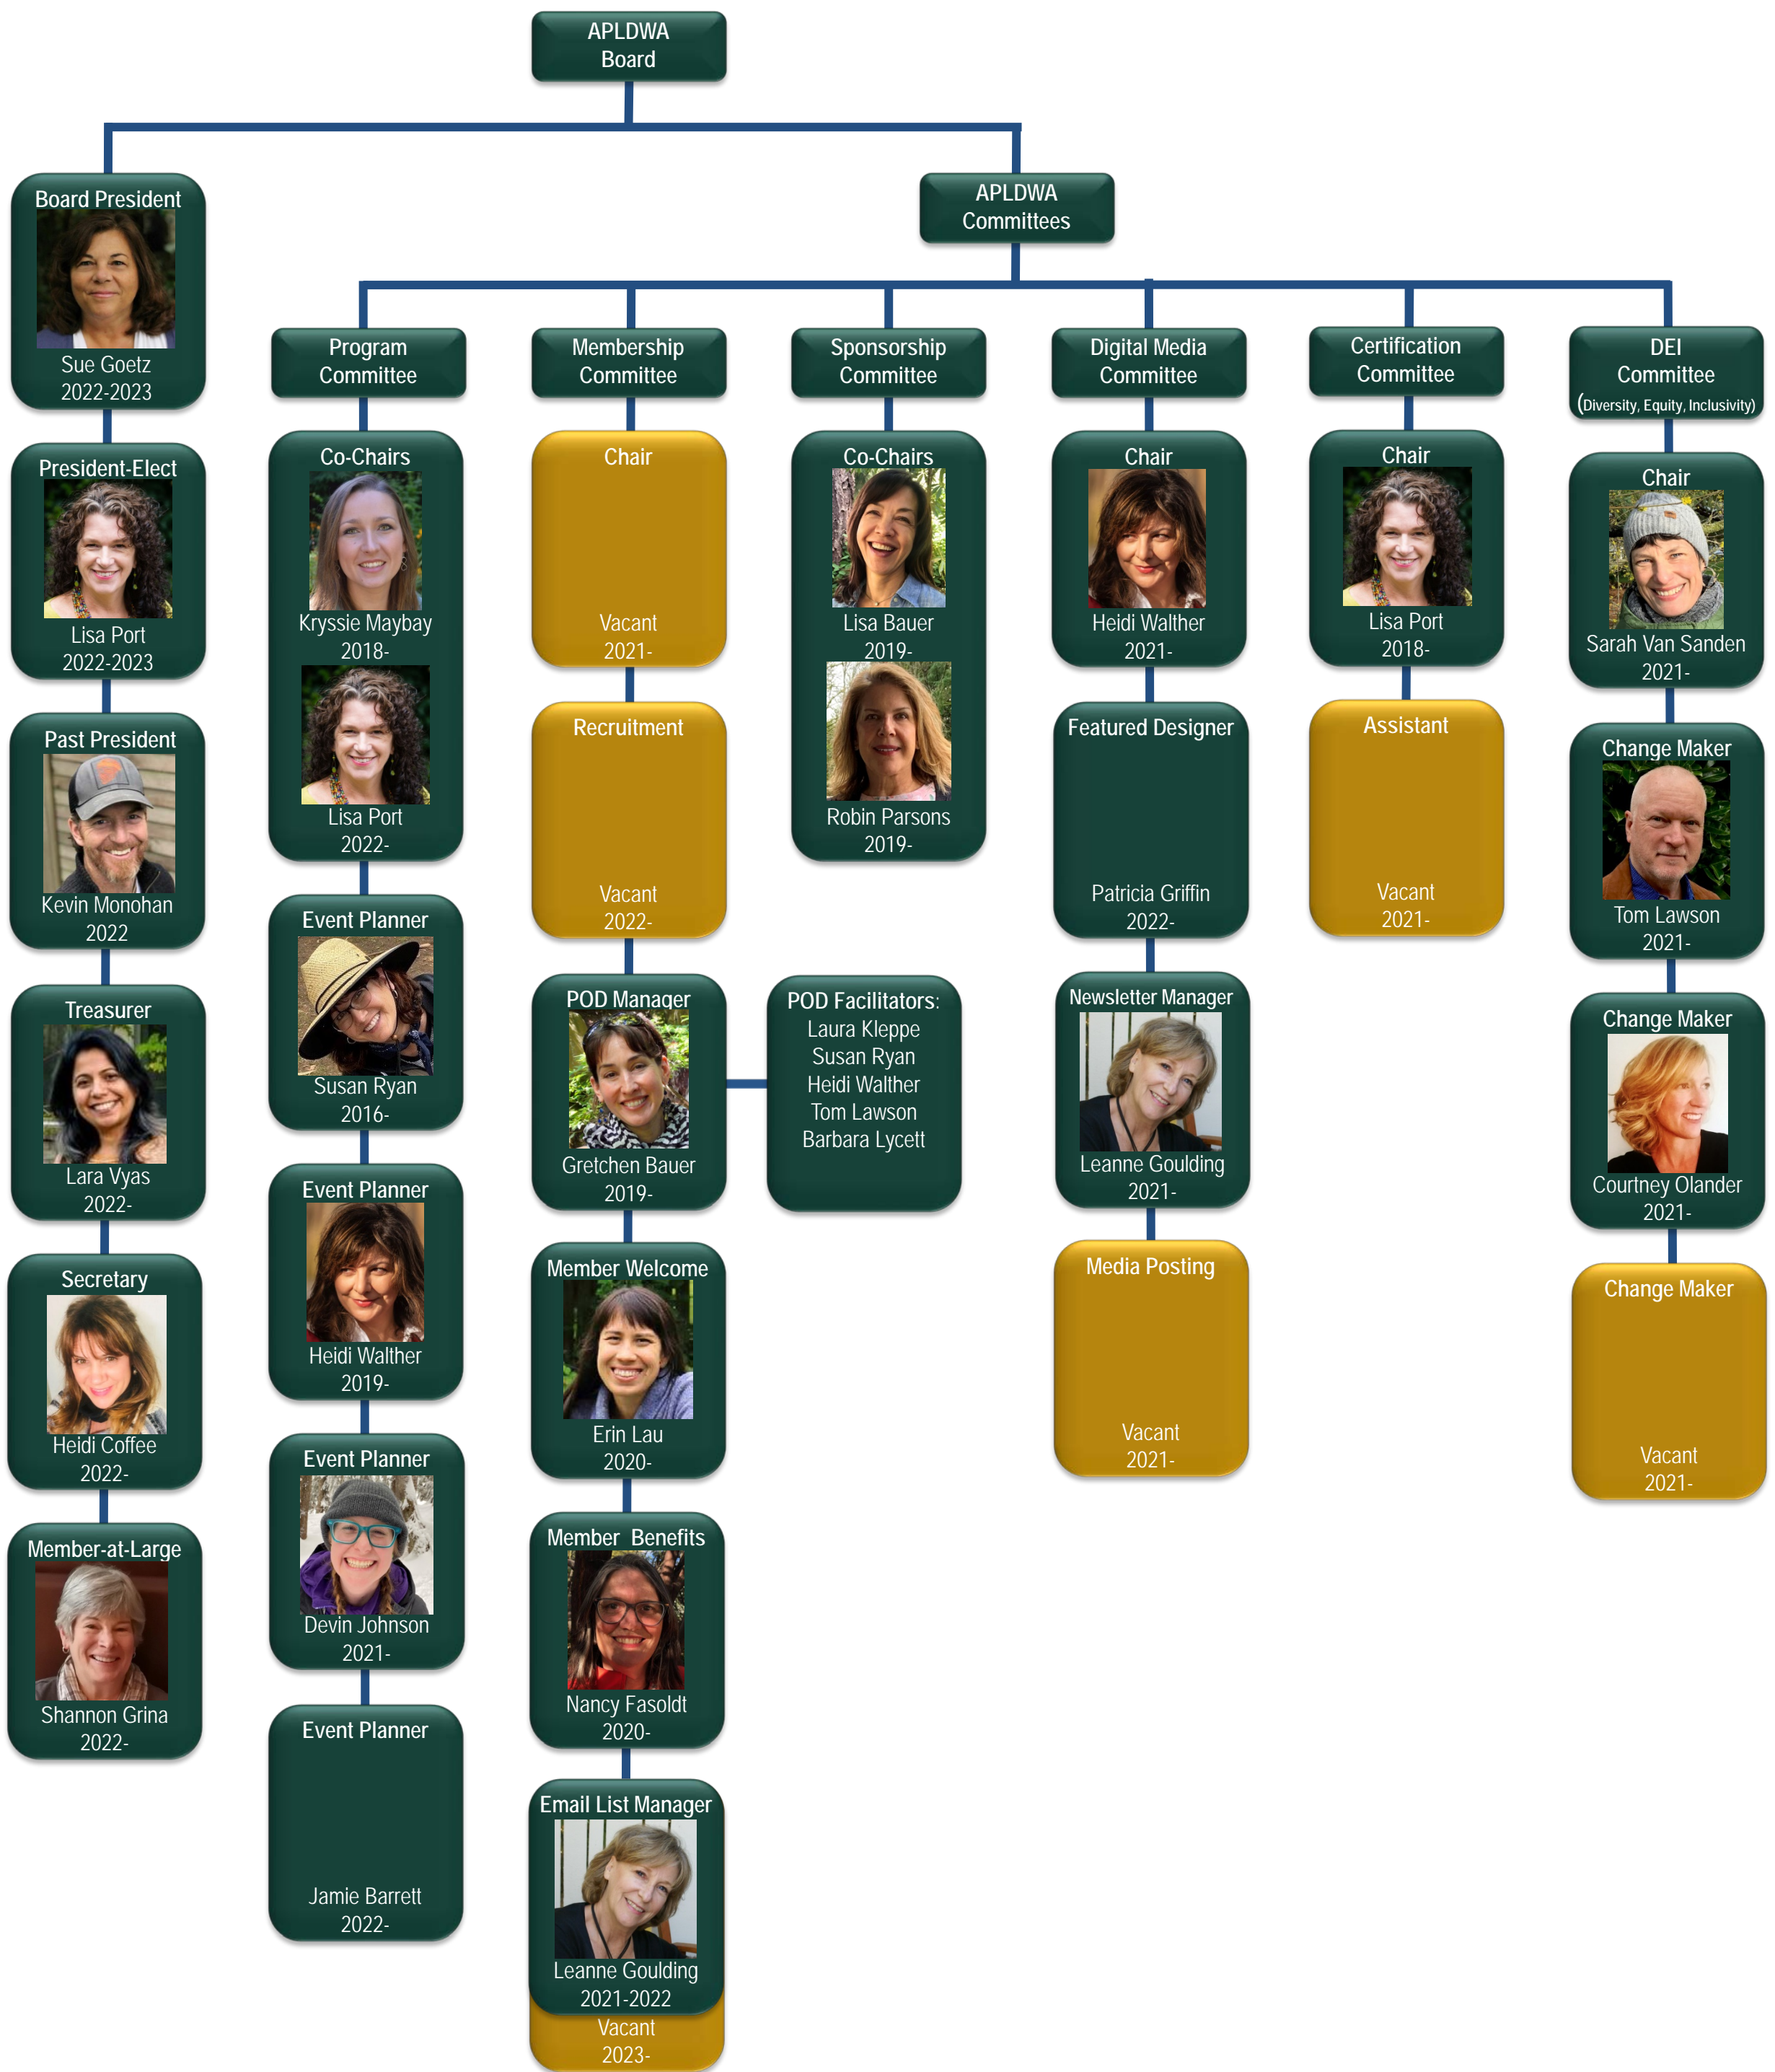 APLDWA
Board
APLDWA
Committees
Board President
Sue Goetz
2022-2023
President-Elect
Lisa Port
2022-2023
Past President
Kevin Monohan
2022
Treasurer
Lara Vyas
2022-
Secretary
Heidi Coffee
2022-
Member-at-Large
Shannon Grina
2022-
Program
Committee
Co-Chairs
Kryssie Maybay
2018-
Lisa Port
2022-
Event Planner
Susan Ryan
2016-
Event Planner
Heidi Walther
2019-
Event Planner
Devin Johnson
2021-
Event Planner
Jamie Barrett
2022-
Membership
Committee
Chair
Vacant
2021-
Recruitment
Vacant
2022-
POD Manager
Gretchen Bauer
2019-
POD Facilitators:
Laura Kleppe
Susan Ryan
Heidi Walther
Tom Lawson
Barbara Lycett
Member Welcome
Erin Lau
2020-
Member Benefits
Nancy Fasoldt
2020-
Email List Manager
Leanne Goulding
2021-2022
Vacant
2023-
Sponsorship
Committee
Co-Chairs
Lisa Bauer
2019-
Robin Parsons
2019-
Digital Media
Committee
Chair
Heidi Walther
2021-
Featured Designer
Patricia Griffin
2022-
Newsletter Manager
Leanne Goulding
2021-
Media Posting
Vacant
2021-
Certification
Committee
Chair
Lisa Port
2018-
Assistant
Vacant
2021-
DEI
Committee
(Diversity, Equity, Inclusivity)
Chair
Sarah Van Sanden
2021-
Change Maker
Tom Lawson
2021-
Change Maker
Courtney Olander
2021-
Change Maker
Vacant
2021-